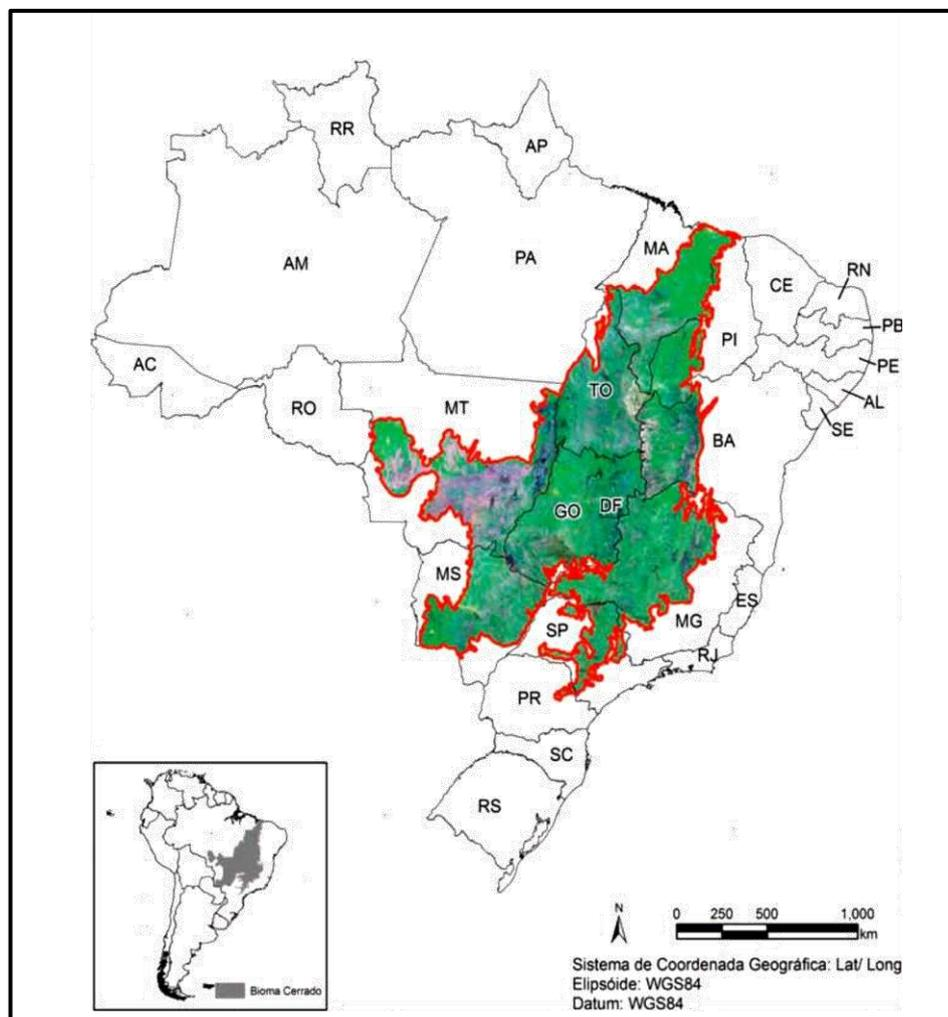 RR
AP
AM
PA
MA
CE
RN
PB
PE
AL
SE
PI
AC
RO
MT
TO
BA
GO
DF
MS
MG
ES
SP
RJ
PR
SC
RS
Bioma Cerrado
N
0 250 500 1,000
km
Sistema de Coordenada Geográfica: Lat/ Long
Elipsóide: WGS84
Datum: WGS84